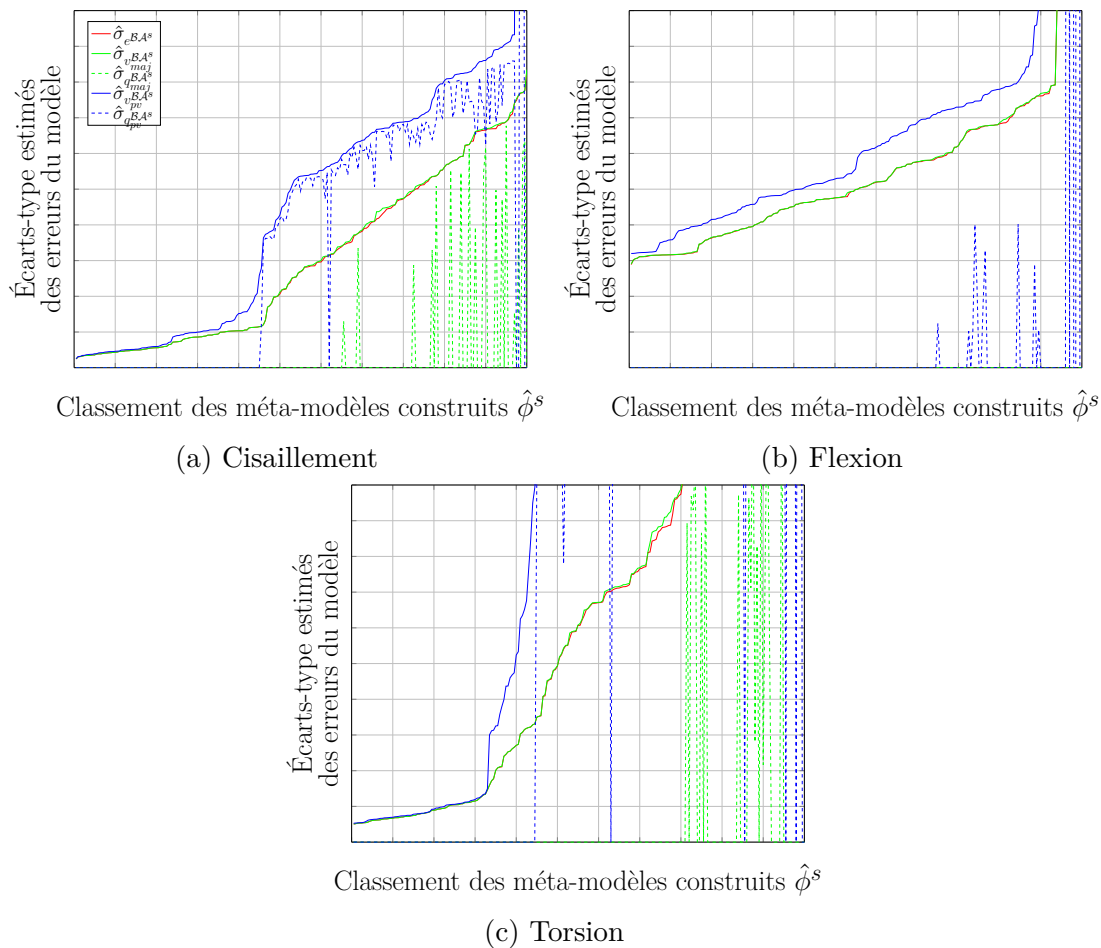 σ̂_{e^{ℬ𝒜^s}}
σ̂_{v_{maj}^{ℬ𝒜^s}}
σ̂_{q_{maj}^{ℬ𝒜^s}}
σ̂_{v_{pv}^{ℬ𝒜^s}}
σ̂_{q_{pv}^{ℬ𝒜^s}}
Écarts-type estimés
des erreurs du modèle
Classement des méta-modèles construits ϕ̂^s
(a) Cisaillement
Écarts-type estimés
des erreurs du modèle
Classement des méta-modèles construits ϕ̂^s
(b) Flexion
Écarts-type estimés
des erreurs du modèle
Classement des méta-modèles construits ϕ̂^s
(c) Torsion